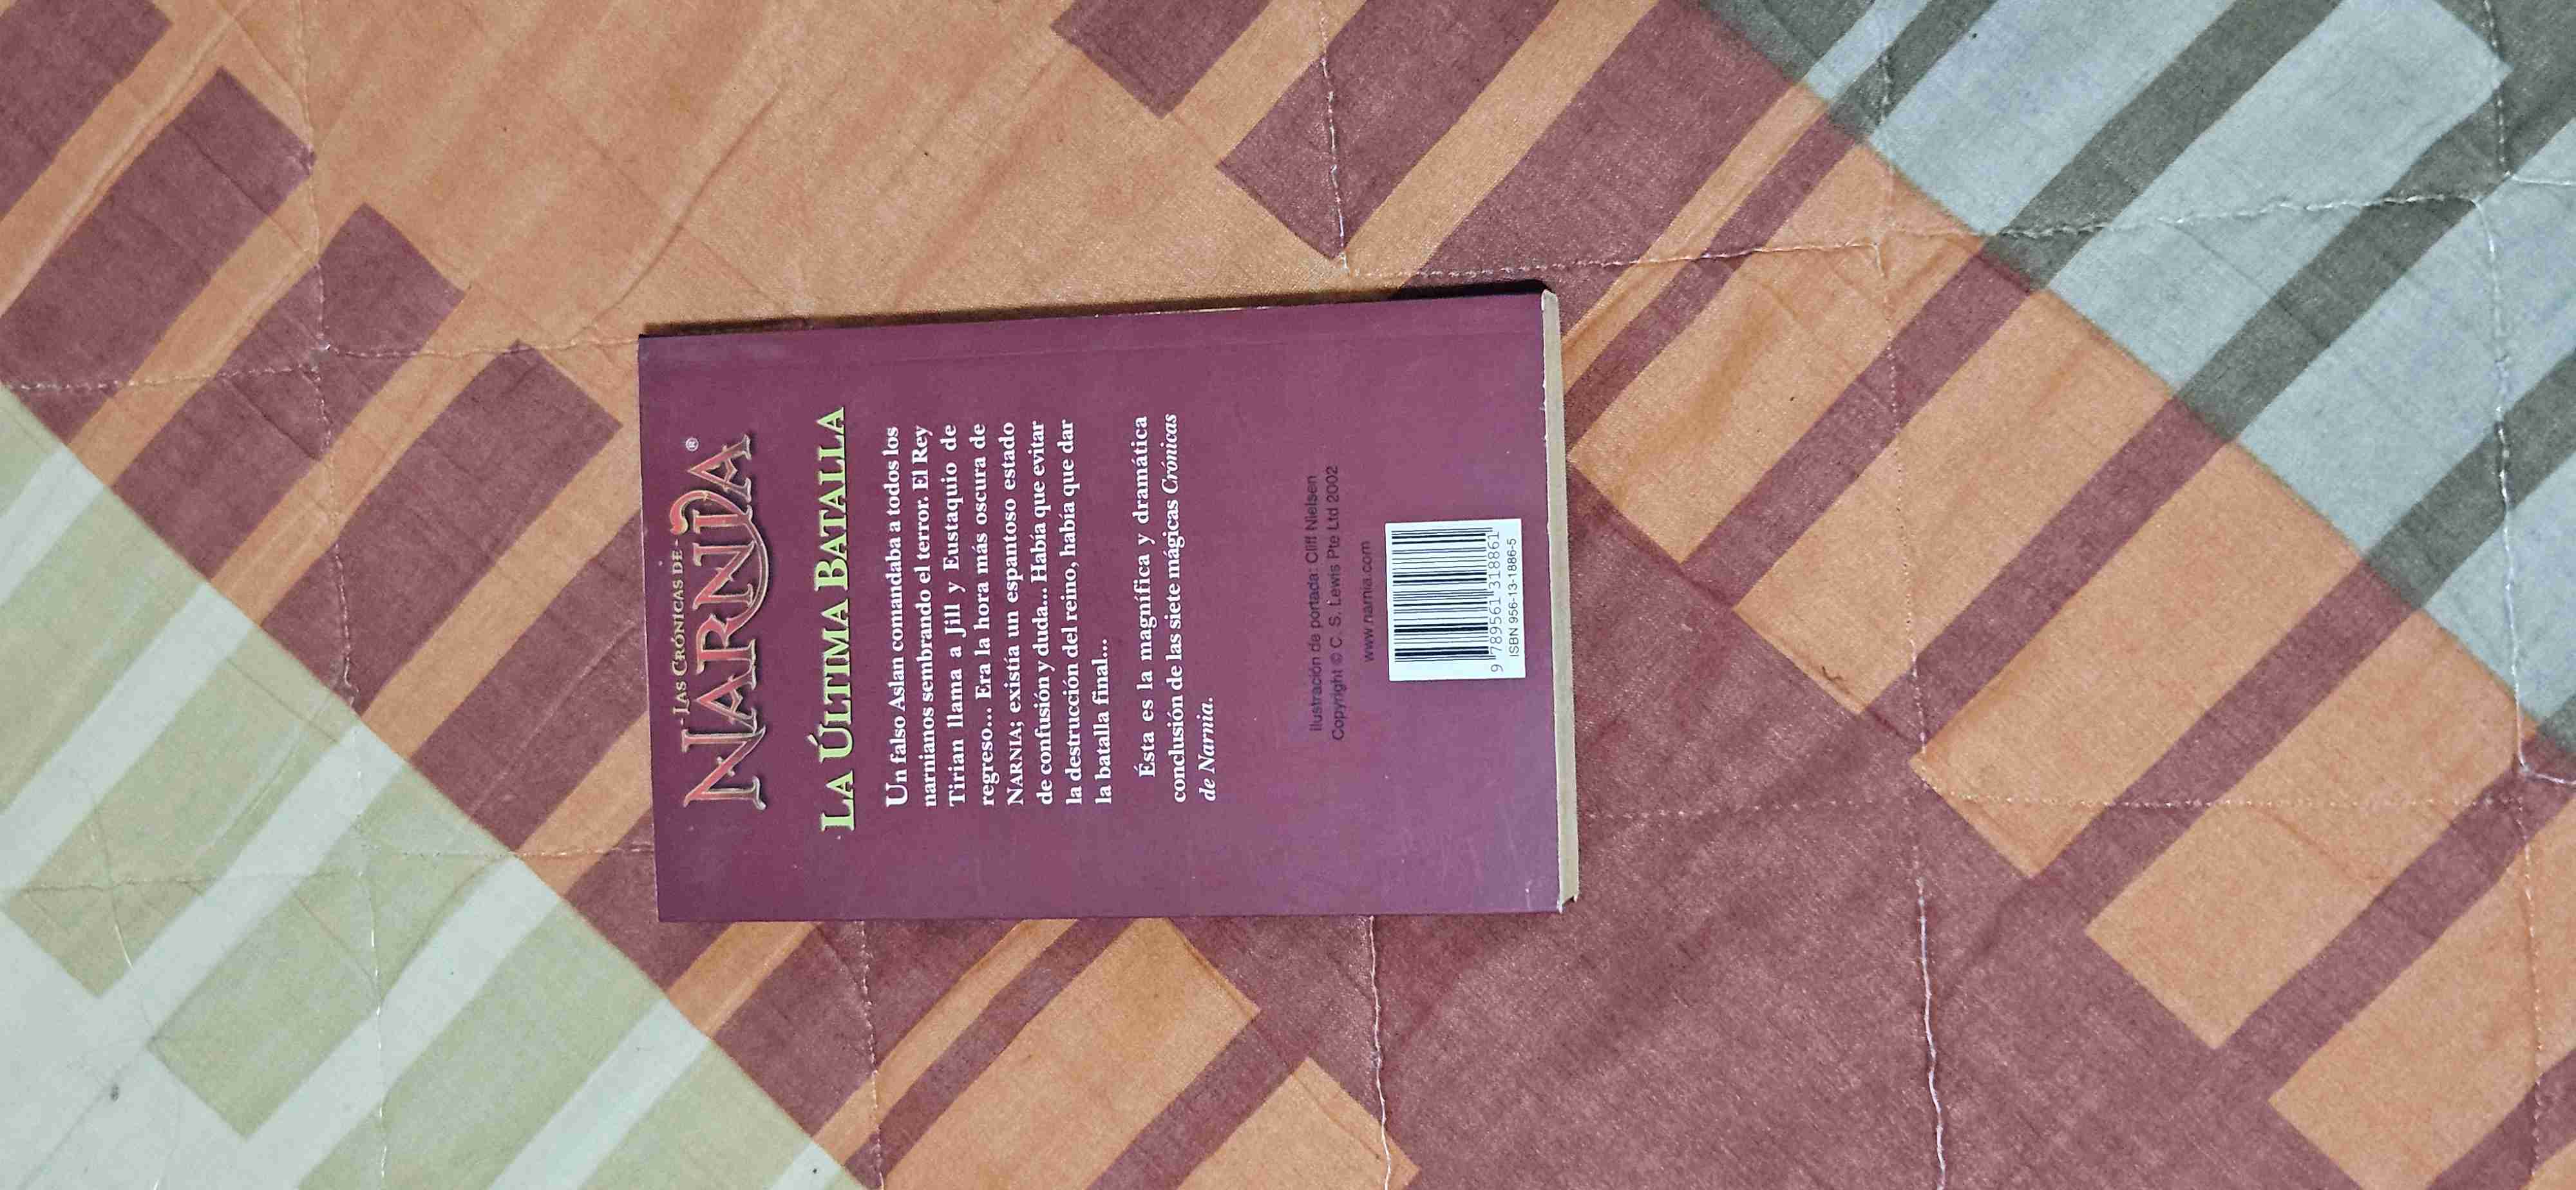 LAS CRÓNICAS DE
NARNIA®
LA ÚLTIMA BATALLA
Un falso Aslan comandaba a todos los
narnianos sembrando el terror. El Rey
Tirian llama a Jill y Eustaquio de
regreso... Era la hora más oscura de
NARNIA; existía un espantoso estado
de confusión y duda... Había que evitar
la destrucción del reino, había que dar
la batalla final...
Ésta es la magnífica y dramática
conclusión de las siete mágicas Crónicas
de Narnia.
Ilustración de portada: Cliff Nielsen
Copyright © C. S. Lewis Pte Ltd 2002
www.narnia.com
9 789561 318861
ISBN 956-13-1886-5